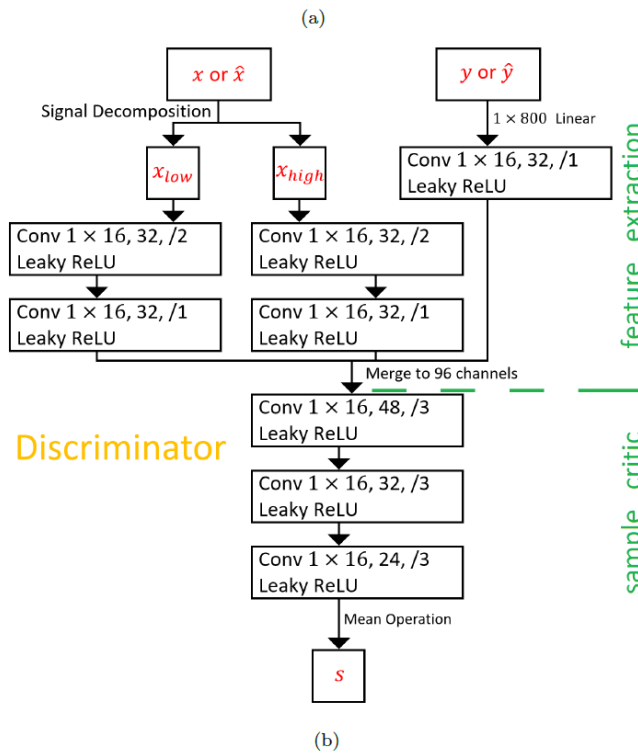 (a)
x or x̂
y or ŷ
Signal Decomposition
1 × 800 Linear
x_low
x_high
Conv 1 × 16, 32, /1
Leaky ReLU
Conv 1 × 16, 32, /2
Leaky ReLU
Conv 1 × 16, 32, /2
Leaky ReLU
Conv 1 × 16, 32, /1
Leaky ReLU
Conv 1 × 16, 32, /1
Leaky ReLU
feature extraction
Merge to 96 channels
Conv 1 × 16, 48, /3
Leaky ReLU
Discriminator
Conv 1 × 16, 32, /3
Leaky ReLU
Conv 1 × 16, 24, /3
Leaky ReLU
sample critic
Mean Operation
s
(b)